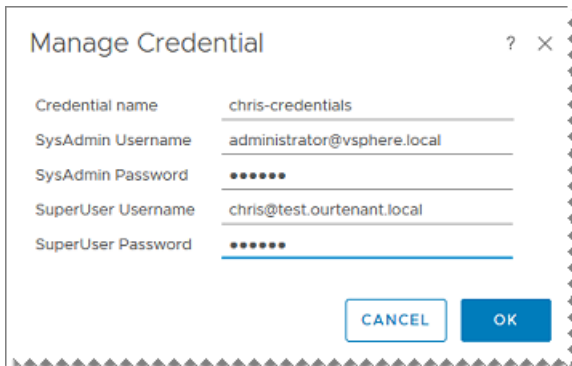 Manage Credential ? ×
Credential name chris-credentials
SysAdmin Username administrator@vsphere.local
SysAdmin Password ••••••
SuperUser Username chris@test.ourtenant.local
SuperUser Password ••••••
CANCEL OK